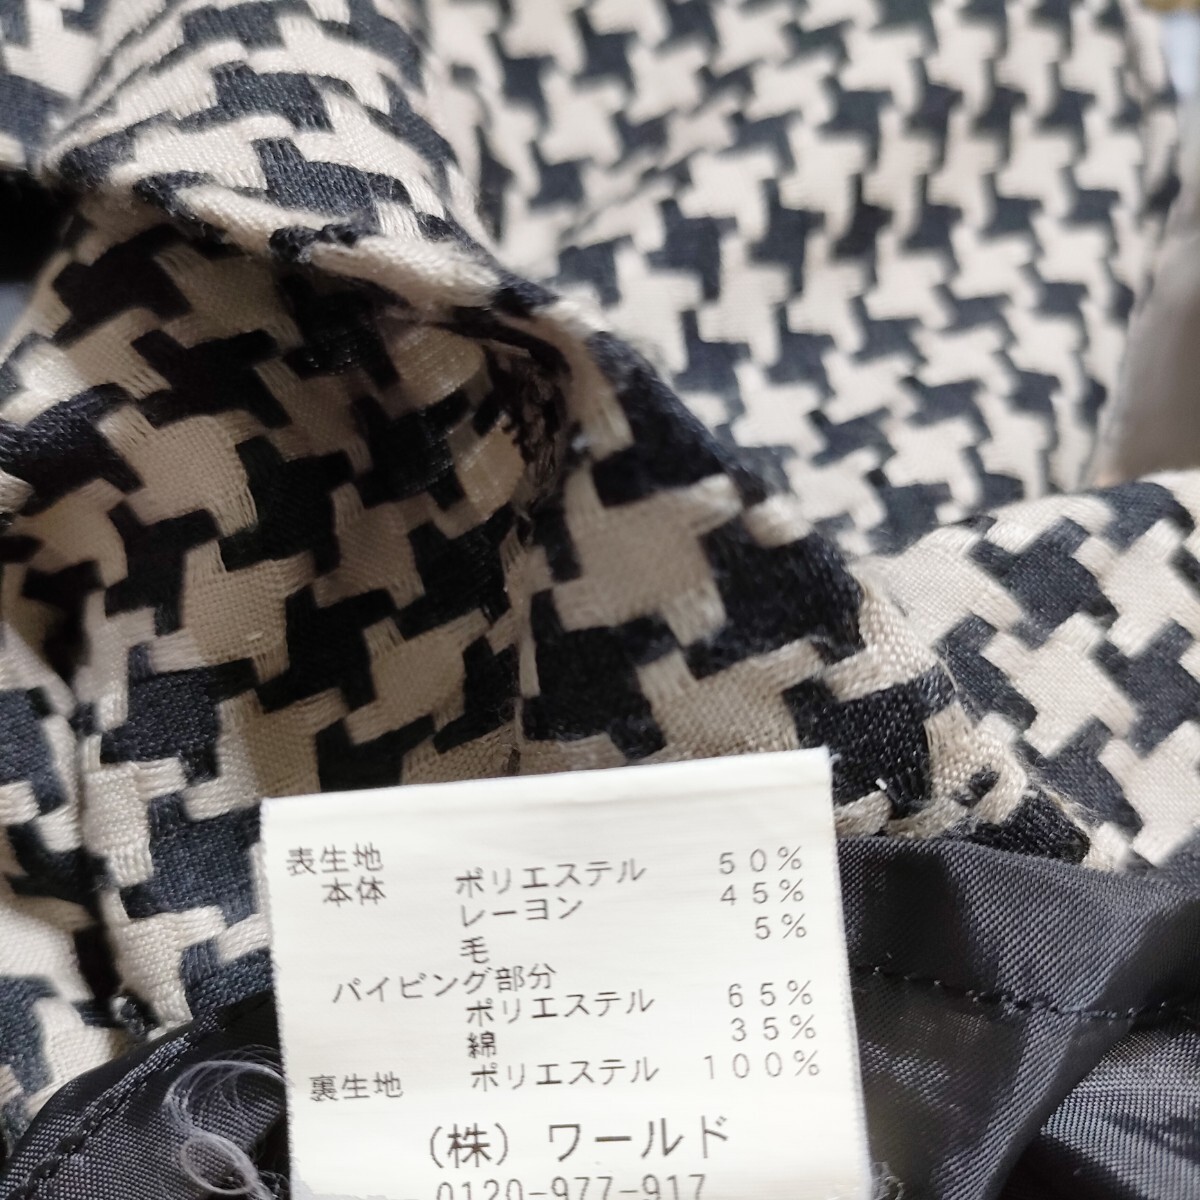 表生地
本体 ポリエステル 50%
レーヨン 45%
毛 5%
パイピング部分
ポリエステル 65%
綿 35%
裏生地 ポリエステル 100%
(株) ワールド
0120-977-917